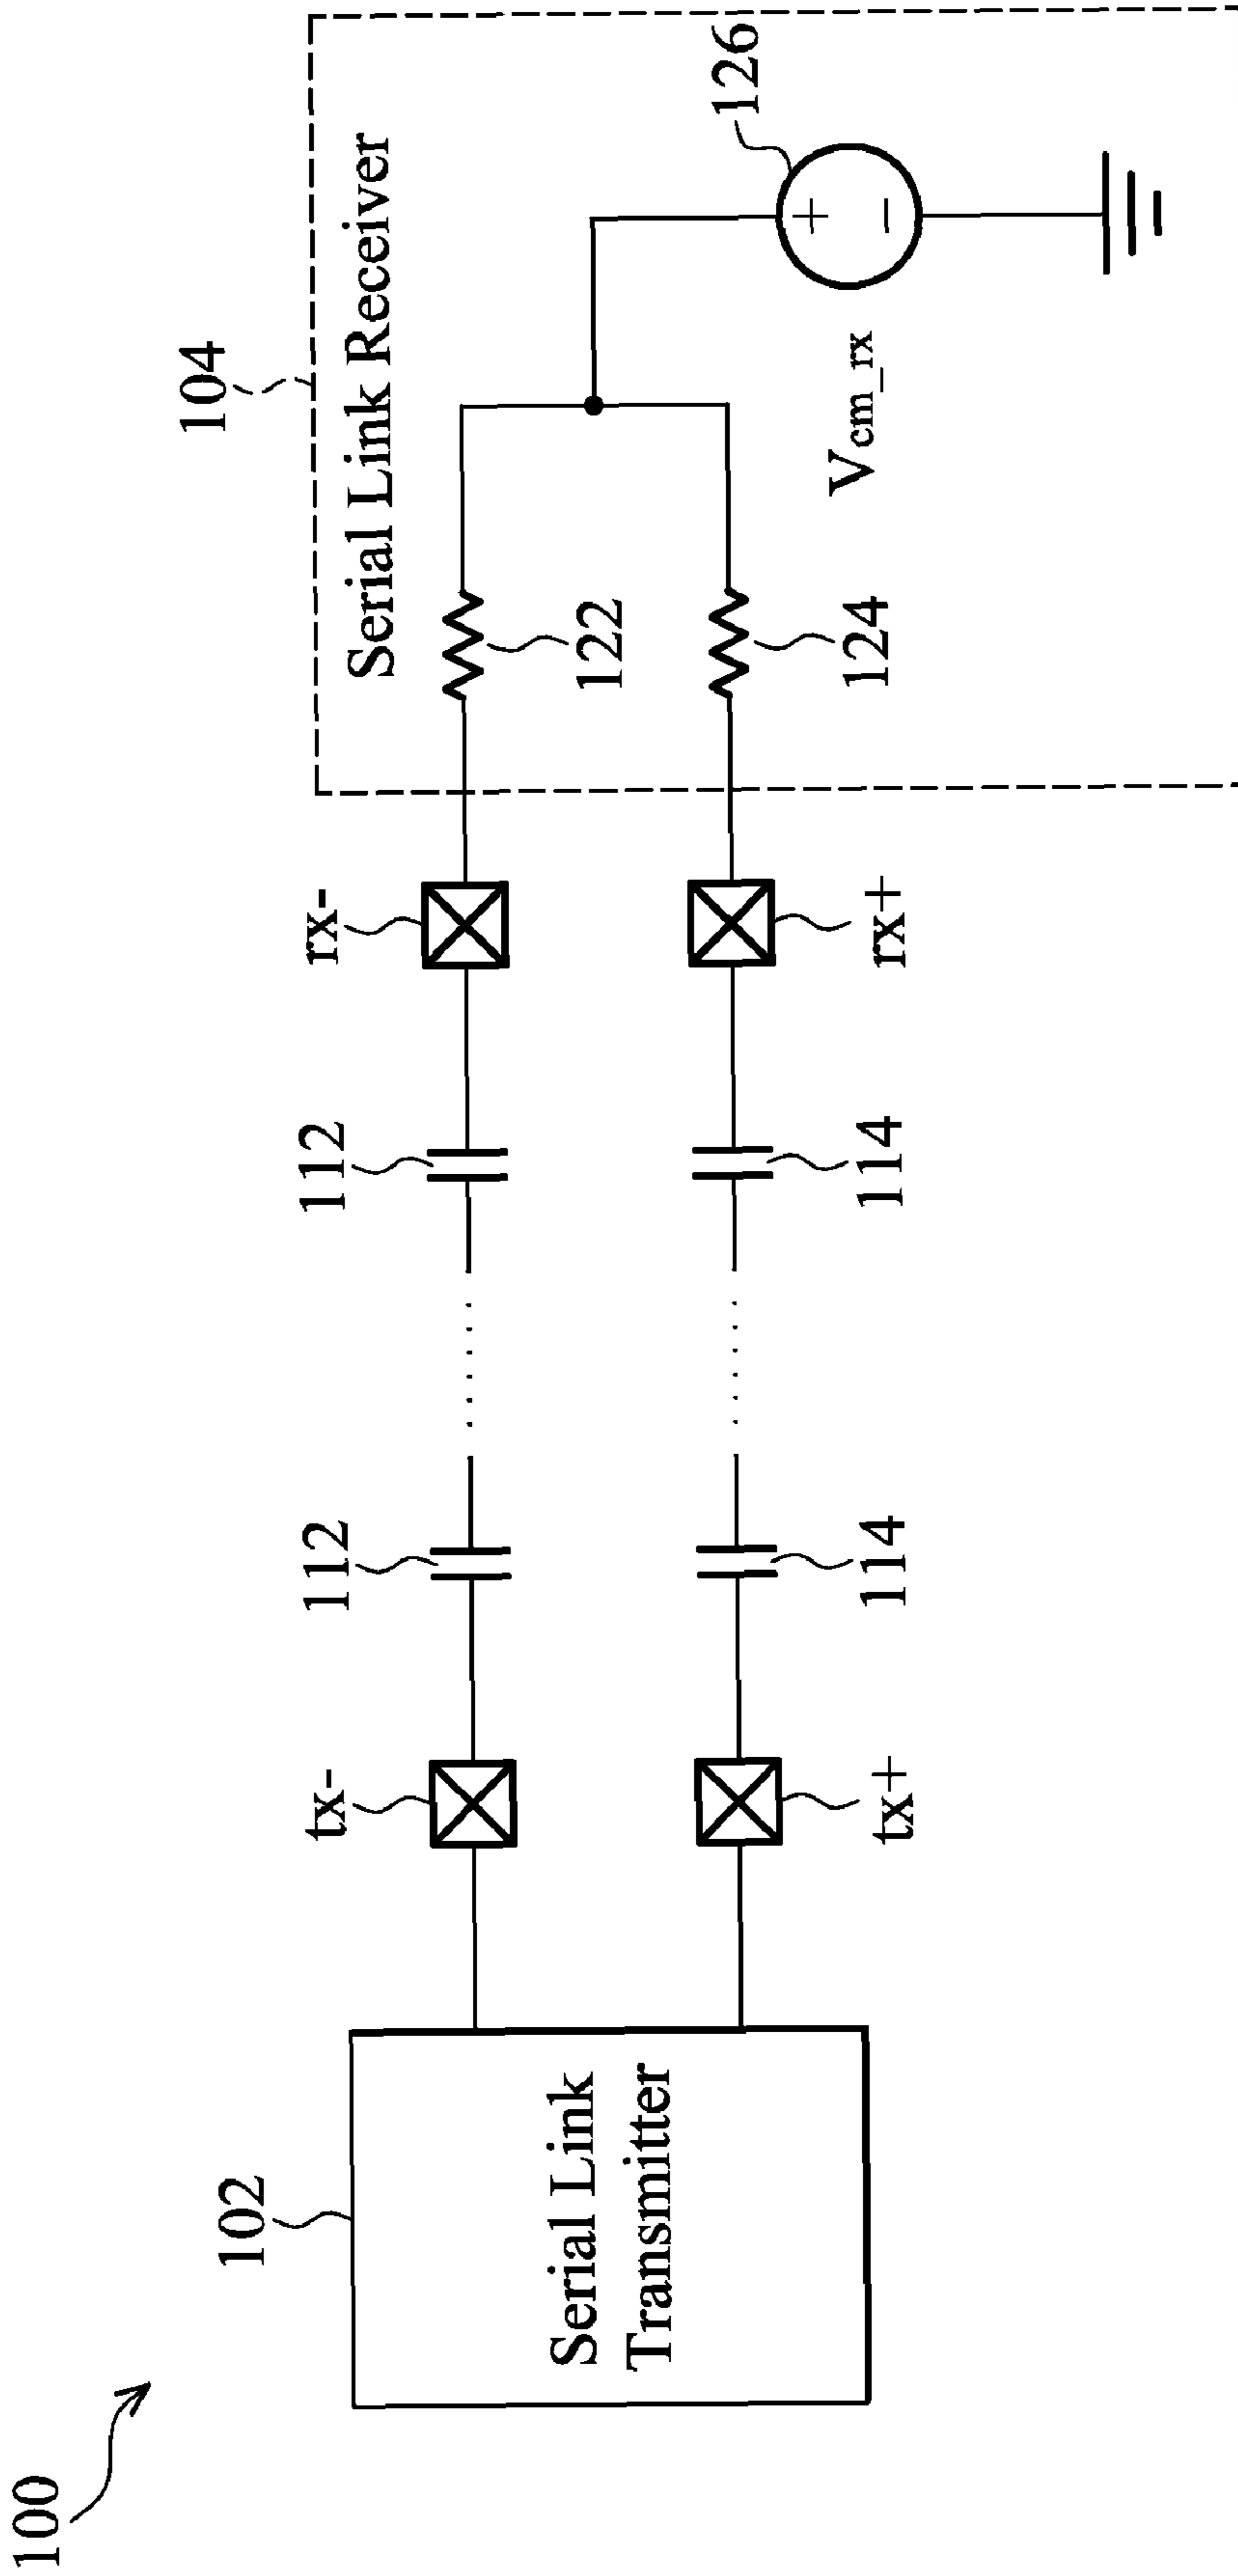 100
102
Serial Link
Transmitter
tx-
tx+
112
114
112
114
rx-
rx+
104
Serial Link Receiver
122
124
Vcm_rx
126
+
−